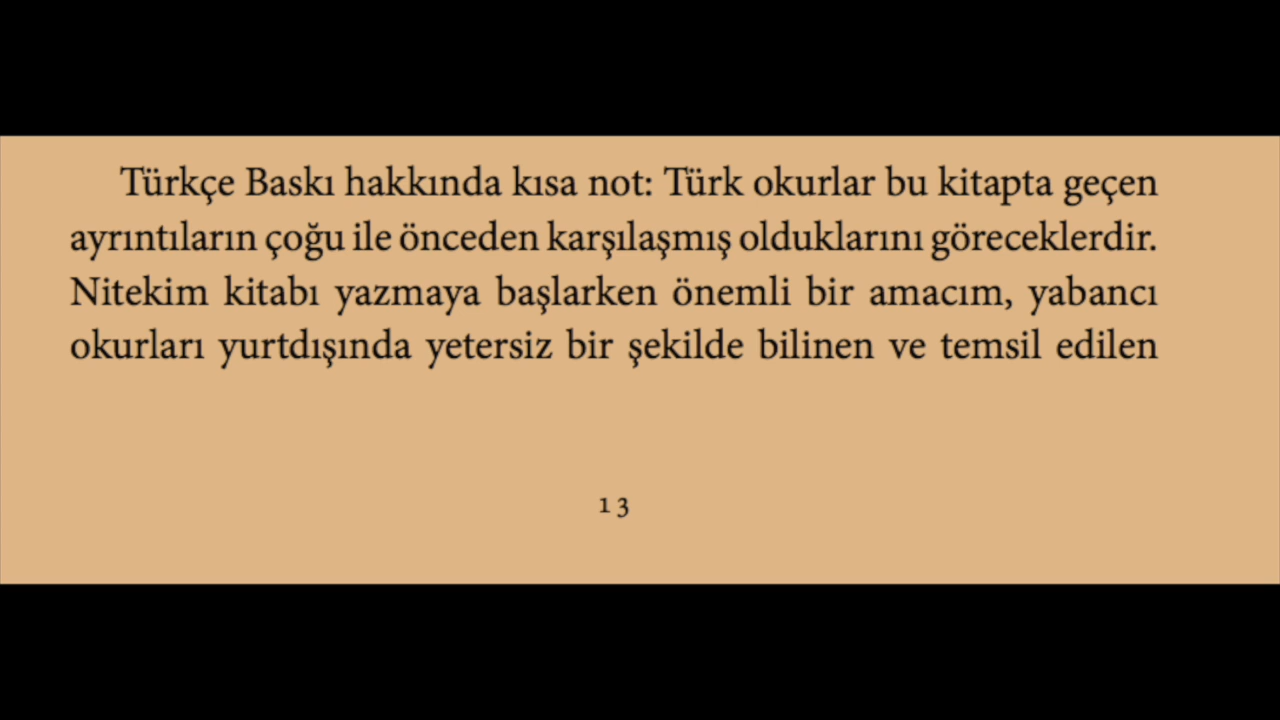 Türkçe Baskı hakkında kısa not: Türk okurlar bu kitapta geçen
ayrıntıların çoğu ile önceden karşılaşmış olduklarını göreceklerdir.
Nitekim kitabı yazmaya başlarken önemli bir amacım, yabancı
okurları yurtdışında yetersiz bir şekilde bilinen ve temsil edilen
13